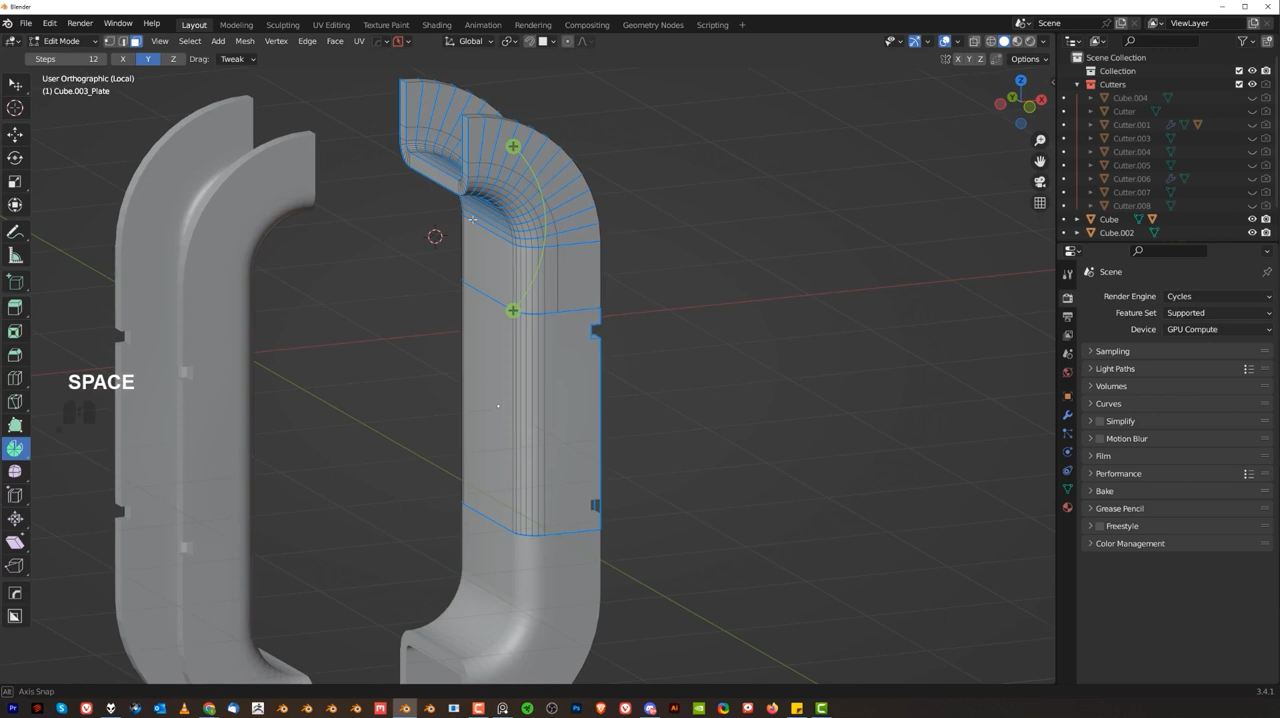 Blender
File Edit Render Window Help Layout Modeling Sculpting UV Editing Texture Paint Shading Animation Rendering Compositing Geometry Nodes Scripting + Scene ViewLayer
Edit Mode View Select Add Mesh Vertex Edge Face UV Global
Steps 12 X Y Z Drag: Tweak X Y Z Options
User Orthographic (Local)
(1) Cube.003_Plate
SPACE
Z
Y
X
Scene Collection
Collection
Cutters
Cube.004
Cutter
Cutter.001
Cutter.003
Cutter.004
Cutter.005
Cutter.006
Cutter.007
Cutter.008
Cube
Cube.002
Scene
Render Engine Cycles
Feature Set Supported
Device GPU Compute
Sampling
Light Paths
Volumes
Curves
Simplify
Motion Blur
Film
Performance
Bake
Grease Pencil
Freestyle
Color Management
Alt Axis Snap 3.4.1